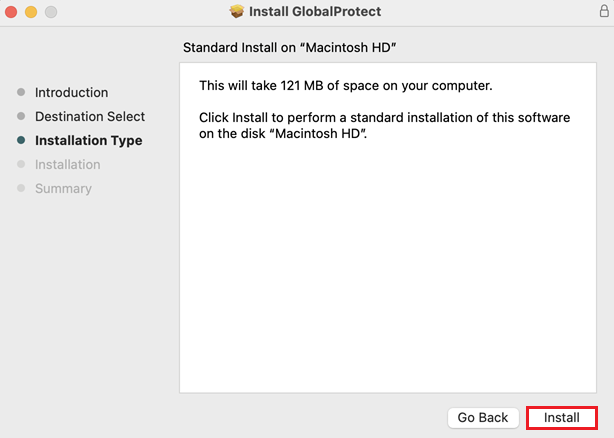 Install GlobalProtect
Standard Install on “Macintosh HD”
Introduction
Destination Select
Installation Type
Installation
Summary
This will take 121 MB of space on your computer.
Click Install to perform a standard installation of this software
on the disk “Macintosh HD”.
Go Back
Install